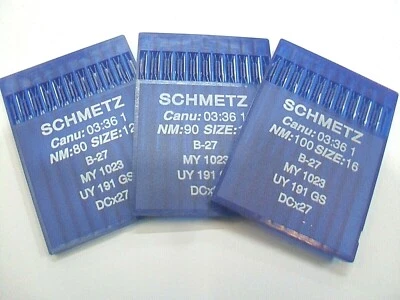 SCHMETZ
Canu: 03:36 1
NM:80 SIZE:12
B-27
MY 1023
UY 191 GS
DCx27
SCHMETZ
Canu: 03:36 1
NM:90 SIZE:
B-27
MY 1023
UY 191 GS
DCx27
SCHMETZ
Canu: 03:36 1
NM:100 SIZE:16
B-27
MY 1023
UY 191 GS
DCx27